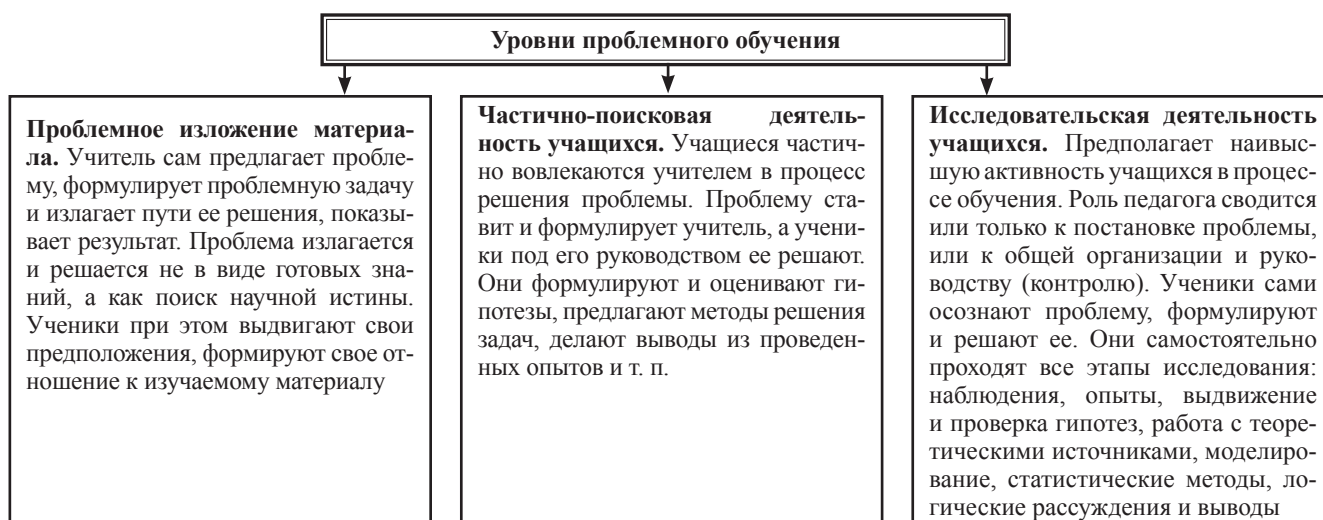 Уровни проблемного обучения
Проблемное изложение материа-
ла. Учитель сам предлагает пробле-
му, формулирует проблемную задачу
и излагает пути ее решения, показы-
вает результат. Проблема излагается
и решается не в виде готовых зна-
ний, а как поиск научной истины.
Ученики при этом выдвигают свои
предположения, формируют свое от-
ношение к изучаемому материалу
Частично-поисковая деятель-
ность учащихся. Учащиеся частич-
но вовлекаются учителем в процесс
решения проблемы. Проблему ста-
вит и формулирует учитель, а учени-
ки под его руководством ее решают.
Они формулируют и оценивают ги-
потезы, предлагают методы решения
задач, делают выводы из проведен-
ных опытов и т. п.
Исследовательская деятельность
учащихся. Предполагает наивыс-
шую активность учащихся в процес-
се обучения. Роль педагога сводится
или только к постановке проблемы,
или к общей организации и руко-
водству (контролю). Ученики сами
осознают проблему, формулируют
и решают ее. Они самостоятельно
проходят все этапы исследования:
наблюдения, опыты, выдвижение
и проверка гипотез, работа с теоре-
тическими источниками, моделиро-
вание, статистические методы, ло-
гические рассуждения и выводы